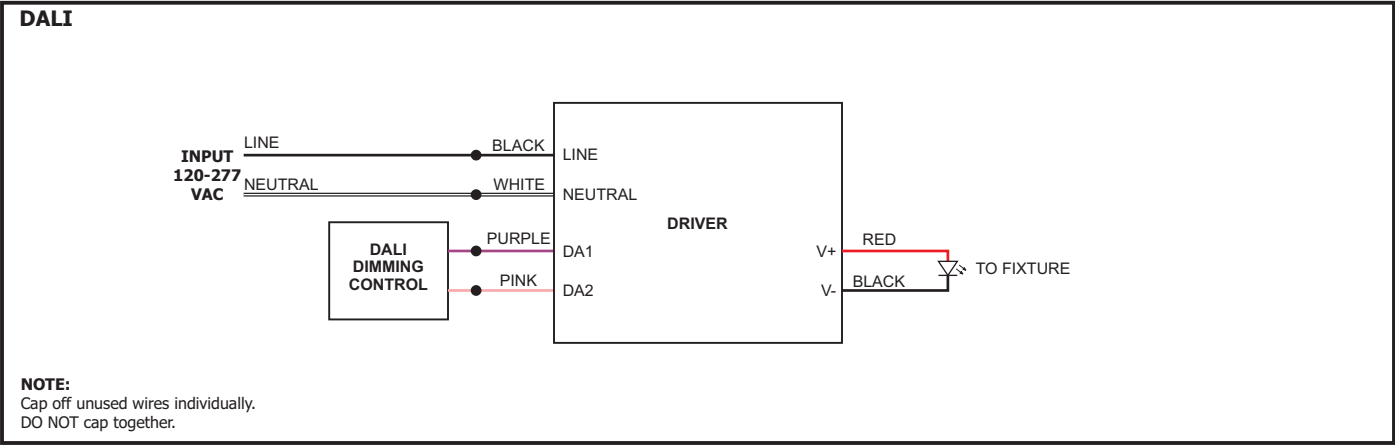 DALI
LINE
BLACK
LINE
INPUT
120-277
VAC
NEUTRAL
WHITE
NEUTRAL
DRIVER
DALI
DIMMING
CONTROL
PURPLE
DA1
PINK
DA2
V+
RED
V-
BLACK
TO FIXTURE
NOTE:
Cap off unused wires individually.
DO NOT cap together.